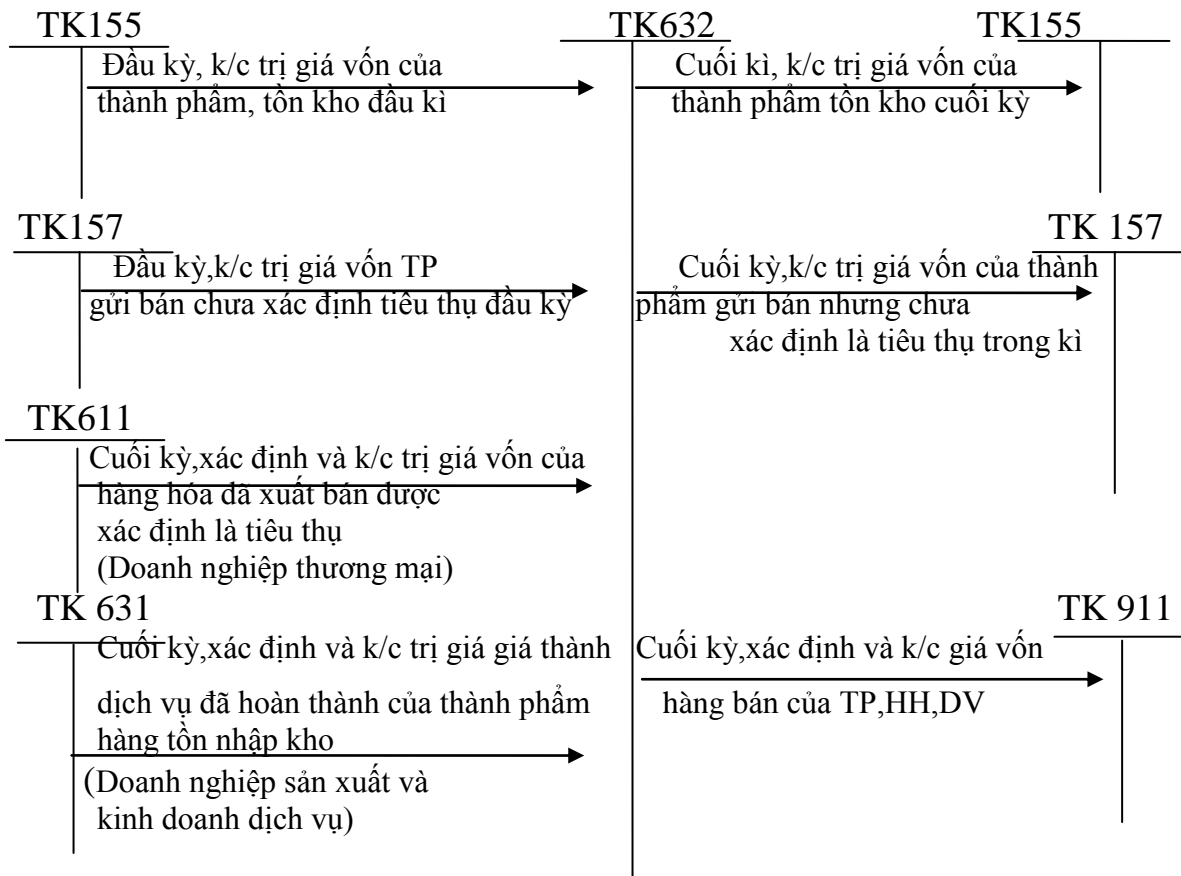 TK155
Đầu kỳ, k/c trị giá vốn của
thành phẩm, tồn kho đầu kì
TK632
TK155
Cuối kì, k/c trị giá vốn của
thành phẩm tồn kho cuối kỳ
TK157
Đầu kỳ,k/c trị giá vốn TP
gửi bán chưa xác định tiêu thụ đầu kỳ
TK 157
Cuối kỳ,k/c trị giá vốn của thành
phẩm gửi bán nhưng chưa
xác định là tiêu thụ trong kì
TK611
Cuối kỳ,xác định và k/c trị giá vốn của
hàng hóa đã xuất bán được
xác định là tiêu thụ
(Doanh nghiệp thương mại)
TK 631
Cuối kỳ,xác định và k/c trị giá giá thành
dịch vụ đã hoàn thành của thành phẩm
hàng tồn nhập kho
(Doanh nghiệp sản xuất và
kinh doanh dịch vụ)
TK 911
Cuối kỳ,xác định và k/c giá vốn
hàng bán của TP,HH,DV